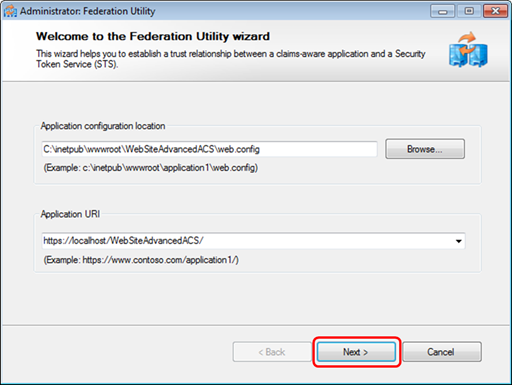 Administrator: Federation Utility
Welcome to the Federation Utility wizard
This wizard helps you to establish a trust relationship between a claims-aware application and a Security
Token Service (STS).
Application configuration location
C:\inetpub\wwwroot\WebSiteAdvancedACS\web.config
Browse...
(Example: c:\inetpub\wwwroot\application1\web.config)
Application URI
https://localhost/WebSiteAdvancedACS/
(Example: https://www.contoso.com/application1/)
< Back
Next >
Cancel